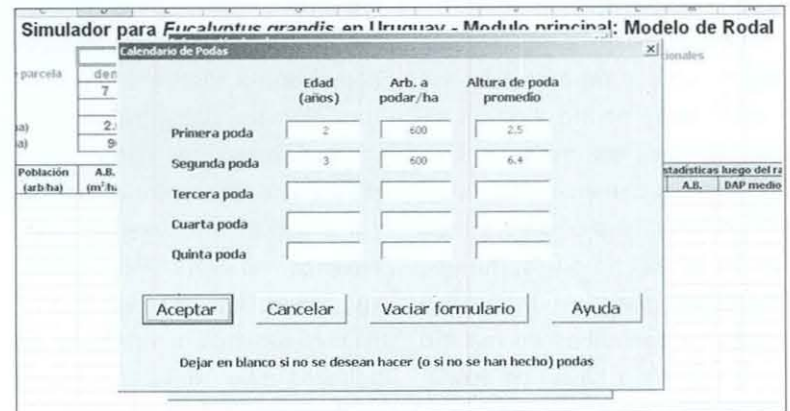 Simulador para Eucalyptus grandis en Uruguay - Modulo principal: Modelo de Rodal
Calendario de Podas
parcela
Edad (años)
Arb. a podar/ha
Altura de poda promedio
Primera poda 2 600 2.5
Segunda poda 3 600 6.4
Tercera poda
Cuarta poda
Quinta poda
Población (arb/ha)
A.B.
A.B.
DAP medio
Aceptar Cancelar Vaciar formulario Ayuda
Dejar en blanco si no se desean hacer (o si no se han hecho) podas